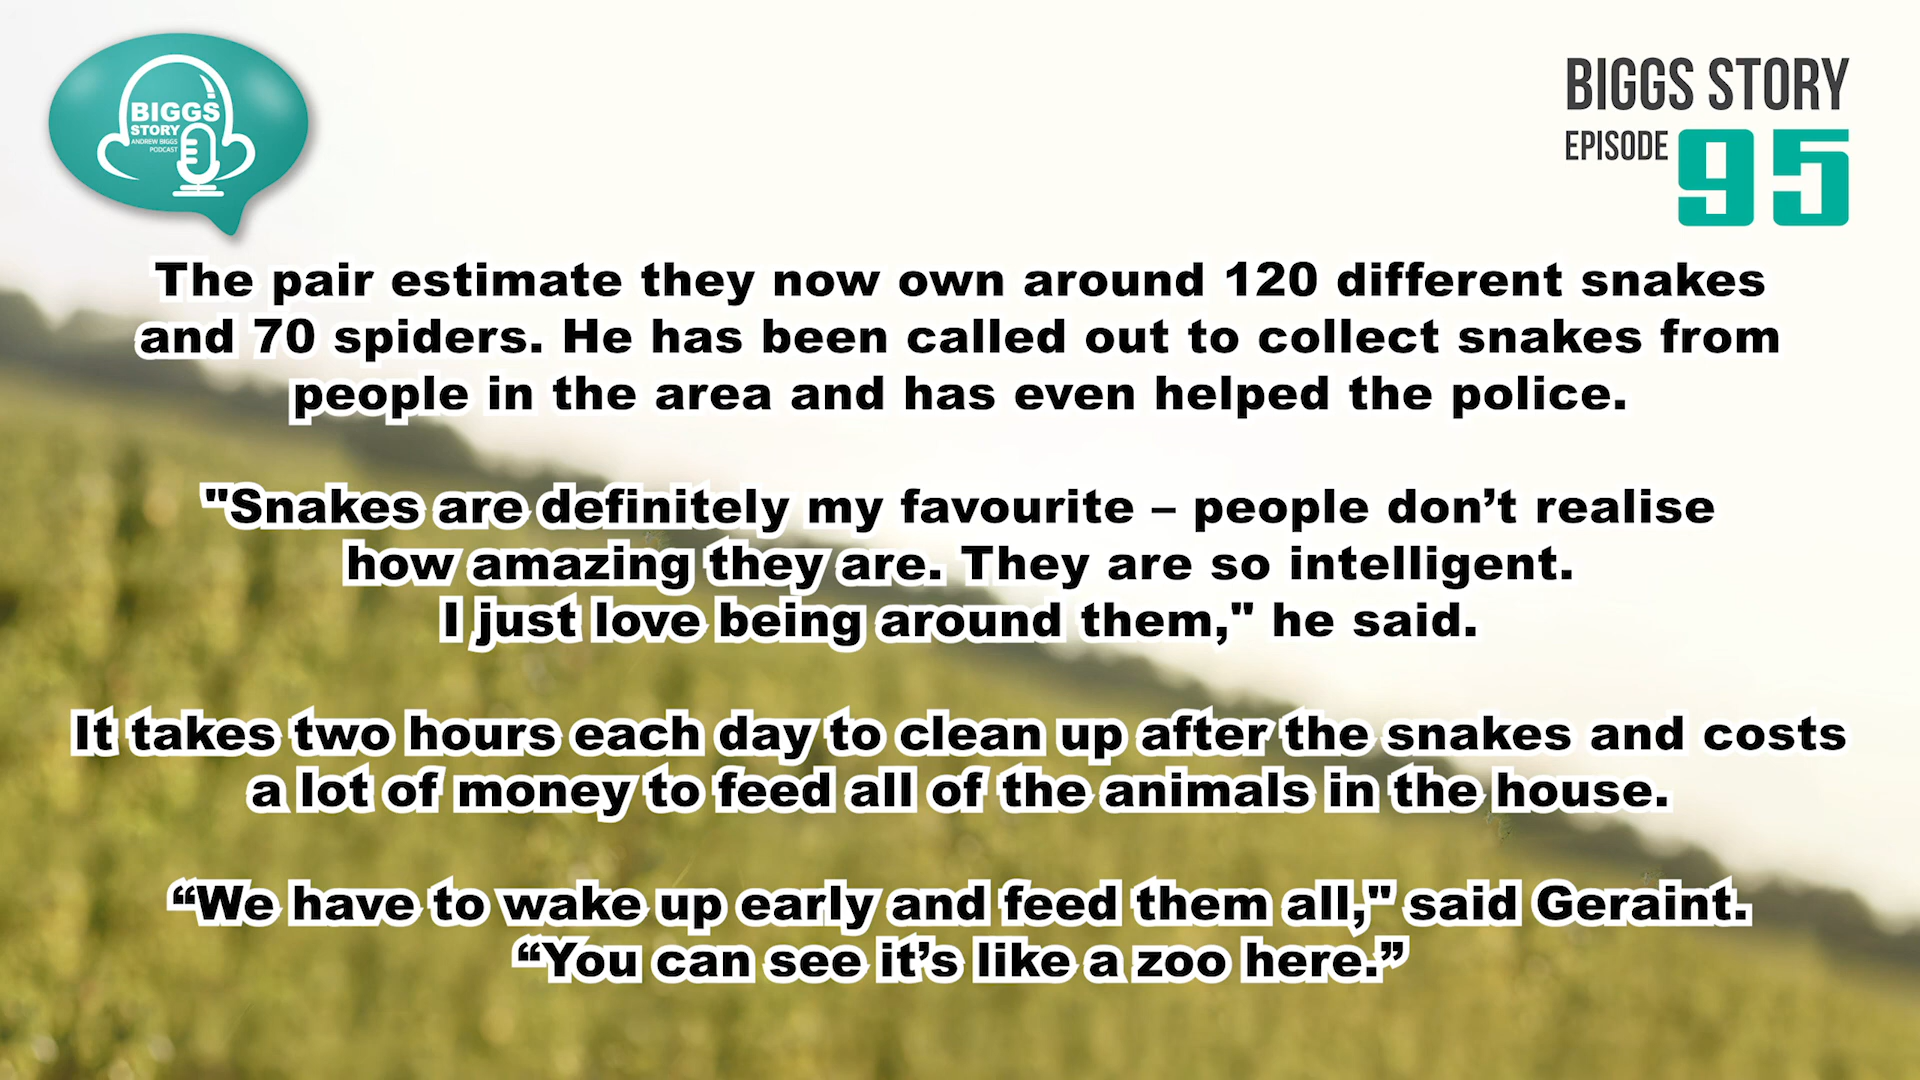 BIGGS
STORY
ANDREW BIGGS
PODCAST
BIGGS STORY
EPISODE 95
The pair estimate they now own around 120 different snakes
and 70 spiders. He has been called out to collect snakes from
people in the area and has even helped the police.
"Snakes are definitely my favourite – people don’t realise
how amazing they are. They are so intelligent.
I just love being around them," he said.
It takes two hours each day to clean up after the snakes and costs
a lot of money to feed all of the animals in the house.
“We have to wake up early and feed them all," said Geraint.
“You can see it’s like a zoo here.”